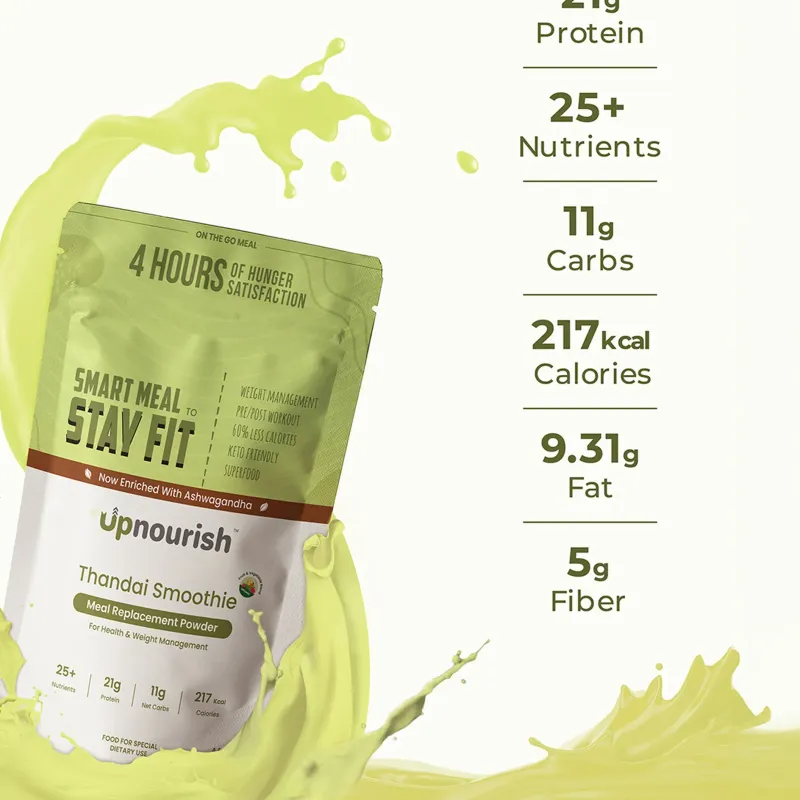 21g
Protein
25+
Nutrients
11g
Carbs
217kcal
Calories
9.31g
Fat
5g
Fiber
ON THE GO MEAL
4 HOURS OF HUNGER
SATISFACTION
SMART MEAL TO
STAY FIT
WEIGHT MANAGEMENT
PRE/POST WORKOUT
60% LESS CALORIES
KETO FRIENDLY
SUPERFOOD
Now Enriched With Ashwagandha
Upnourish™
Thandai Smoothie
Meal Replacement Powder
For Health & Weight Management
25+
Nutrients
21g
Protein
11g
Net Carbs
217 Kcal
Calories
FOOD FOR SPECIAL
DIETARY USE